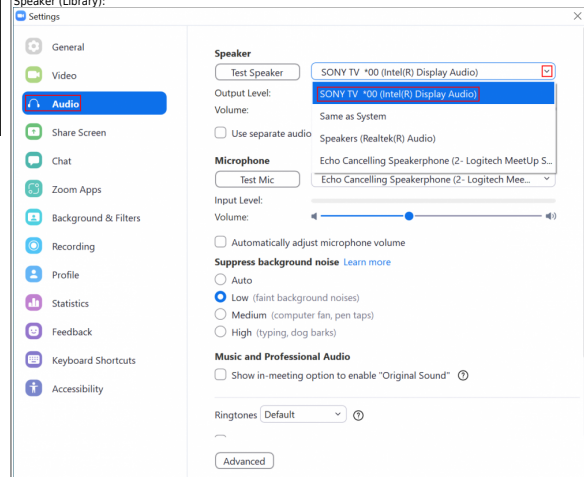 Speaker (Library):
Settings
General
Video
Audio
Share Screen
Chat
Zoom Apps
Background & Filters
Recording
Profile
Statistics
Feedback
Keyboard Shortcuts
Accessibility
Speaker
Test Speaker
SONY TV *00 (Intel(R) Display Audio)
SONY TV *00 (Intel(R) Display Audio)
Same as System
Speakers (Realtek(R) Audio)
Echo Cancelling Speakerphone (2- Logitech MeetUp S...
Output Level:
Volume:
Use separate audio
Microphone
Test Mic
Echo Cancelling Speakerphone (2- Logitech Mee...
Input Level:
Volume:
Automatically adjust microphone volume
Suppress background noise Learn more
Auto
Low (faint background noises)
Medium (computer fan, pen taps)
High (typing, dog barks)
Music and Professional Audio
Show in-meeting option to enable "Original Sound" ?
Ringtones Default ?
Advanced